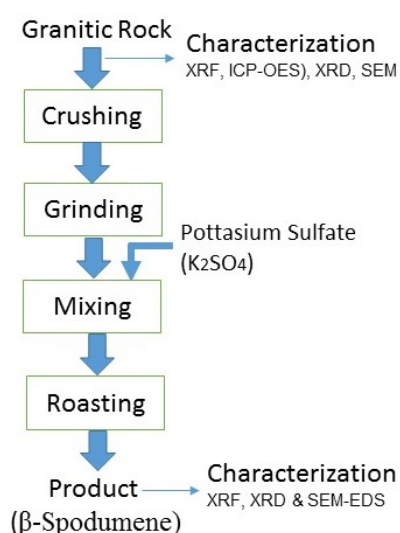 Granitic Rock
Characterization
XRF, ICP-OES), XRD, SEM
Crushing
Grinding
Pottasium Sulfate
(K2SO4)
Mixing
Roasting
Product
Characterization
XRF, XRD & SEM-EDS
(β-Spodumene)